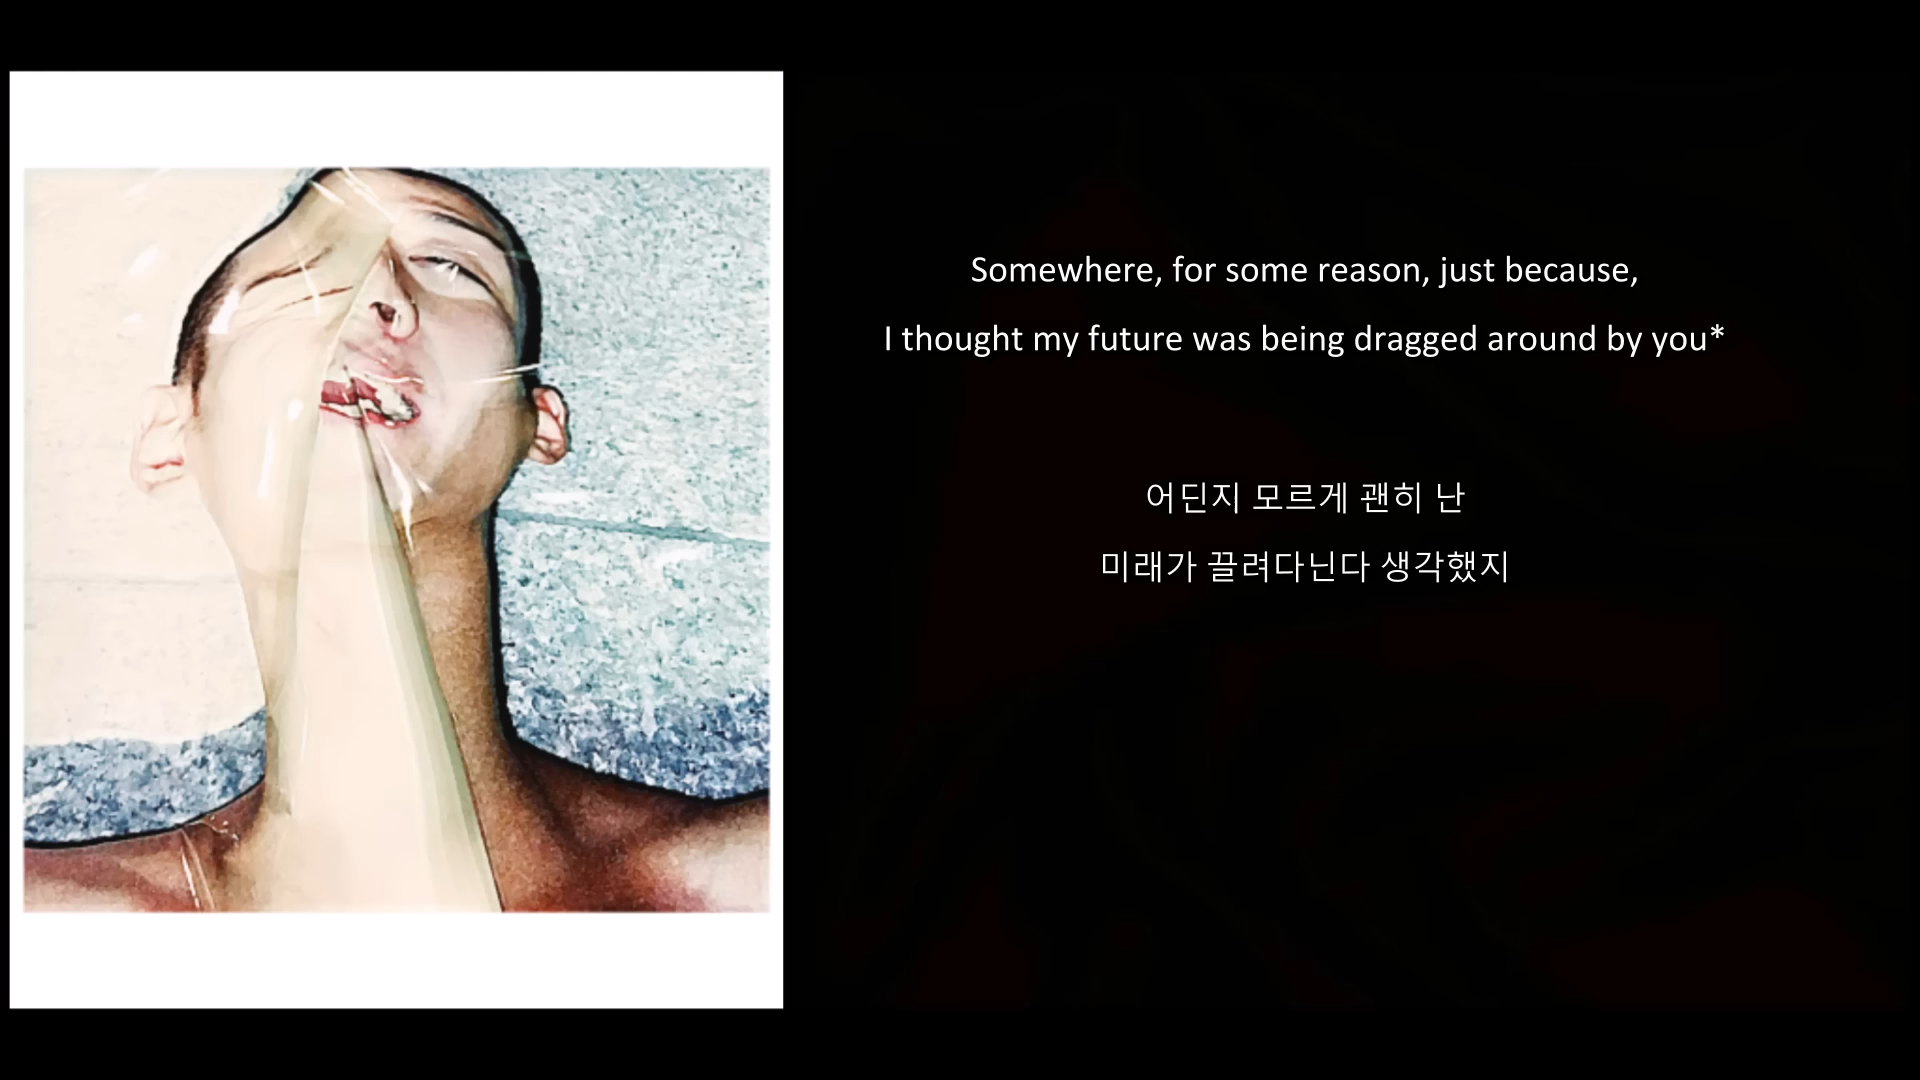 Somewhere, for some reason, just because,
I thought my future was being dragged around by you*
어딘지 모르게 괜히 난
미래가 끌려다닌다 생각했지